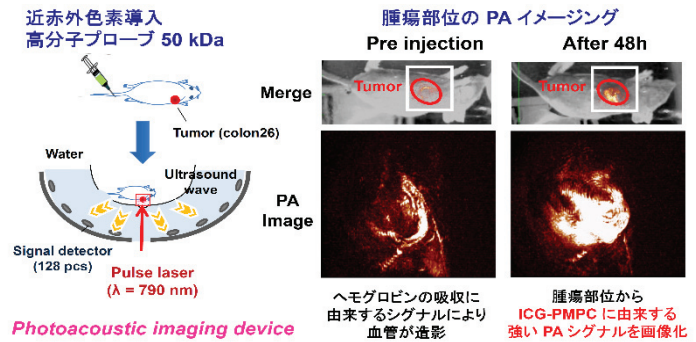 近赤外色素導入
高分子プローブ 50 kDa
Tumor (colon26)
Water
Ultrasound
wave
Signal detector
(128 pcs)
Pulse laser
(λ = 790 nm)
Photoacoustic imaging device
腫瘍部位の PA イメージング
Pre injection
After 48h
Merge
Tumor
Tumor
PA
Image
ヘモグロビンの吸収に
由来するシグナルにより
血管が造影
腫瘍部位から
ICG-PMPC に由来する
強い PA シグナルを画像化